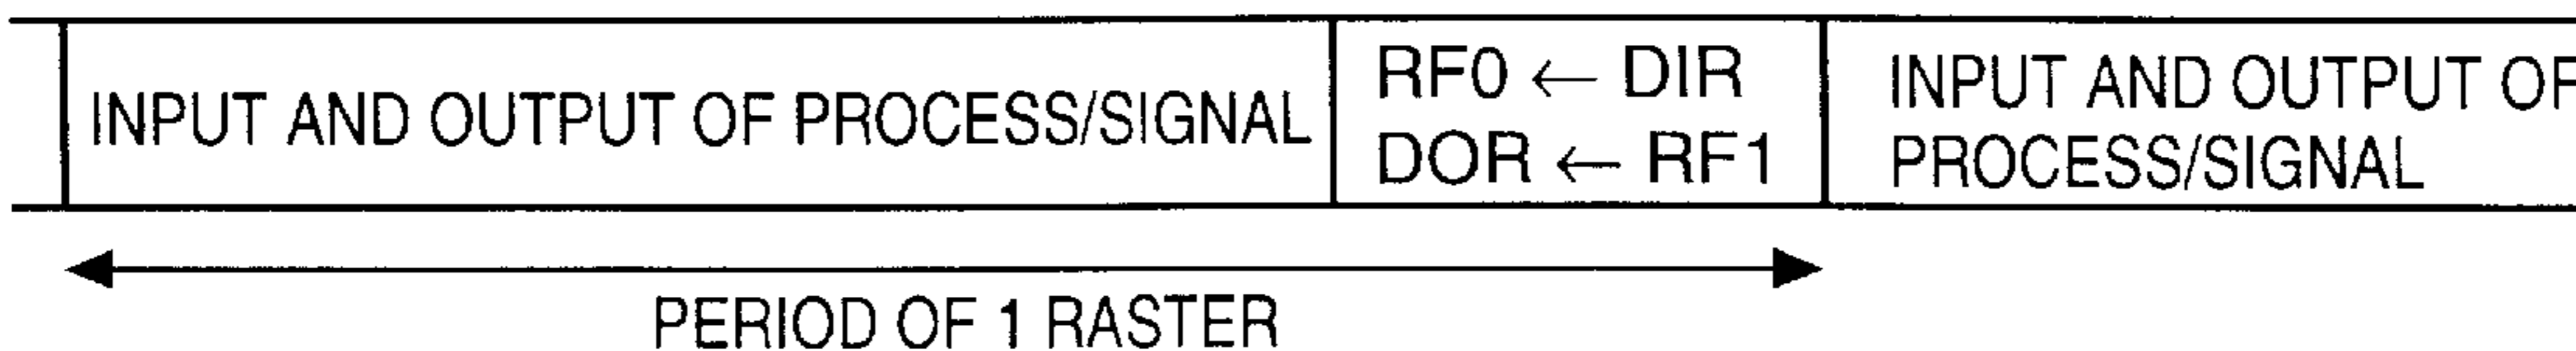 INPUT AND OUTPUT OF PROCESS/SIGNAL
RF0 ← DIR
DOR ← RF1
INPUT AND OUTPUT OF
PROCESS/SIGNAL
PERIOD OF 1 RASTER